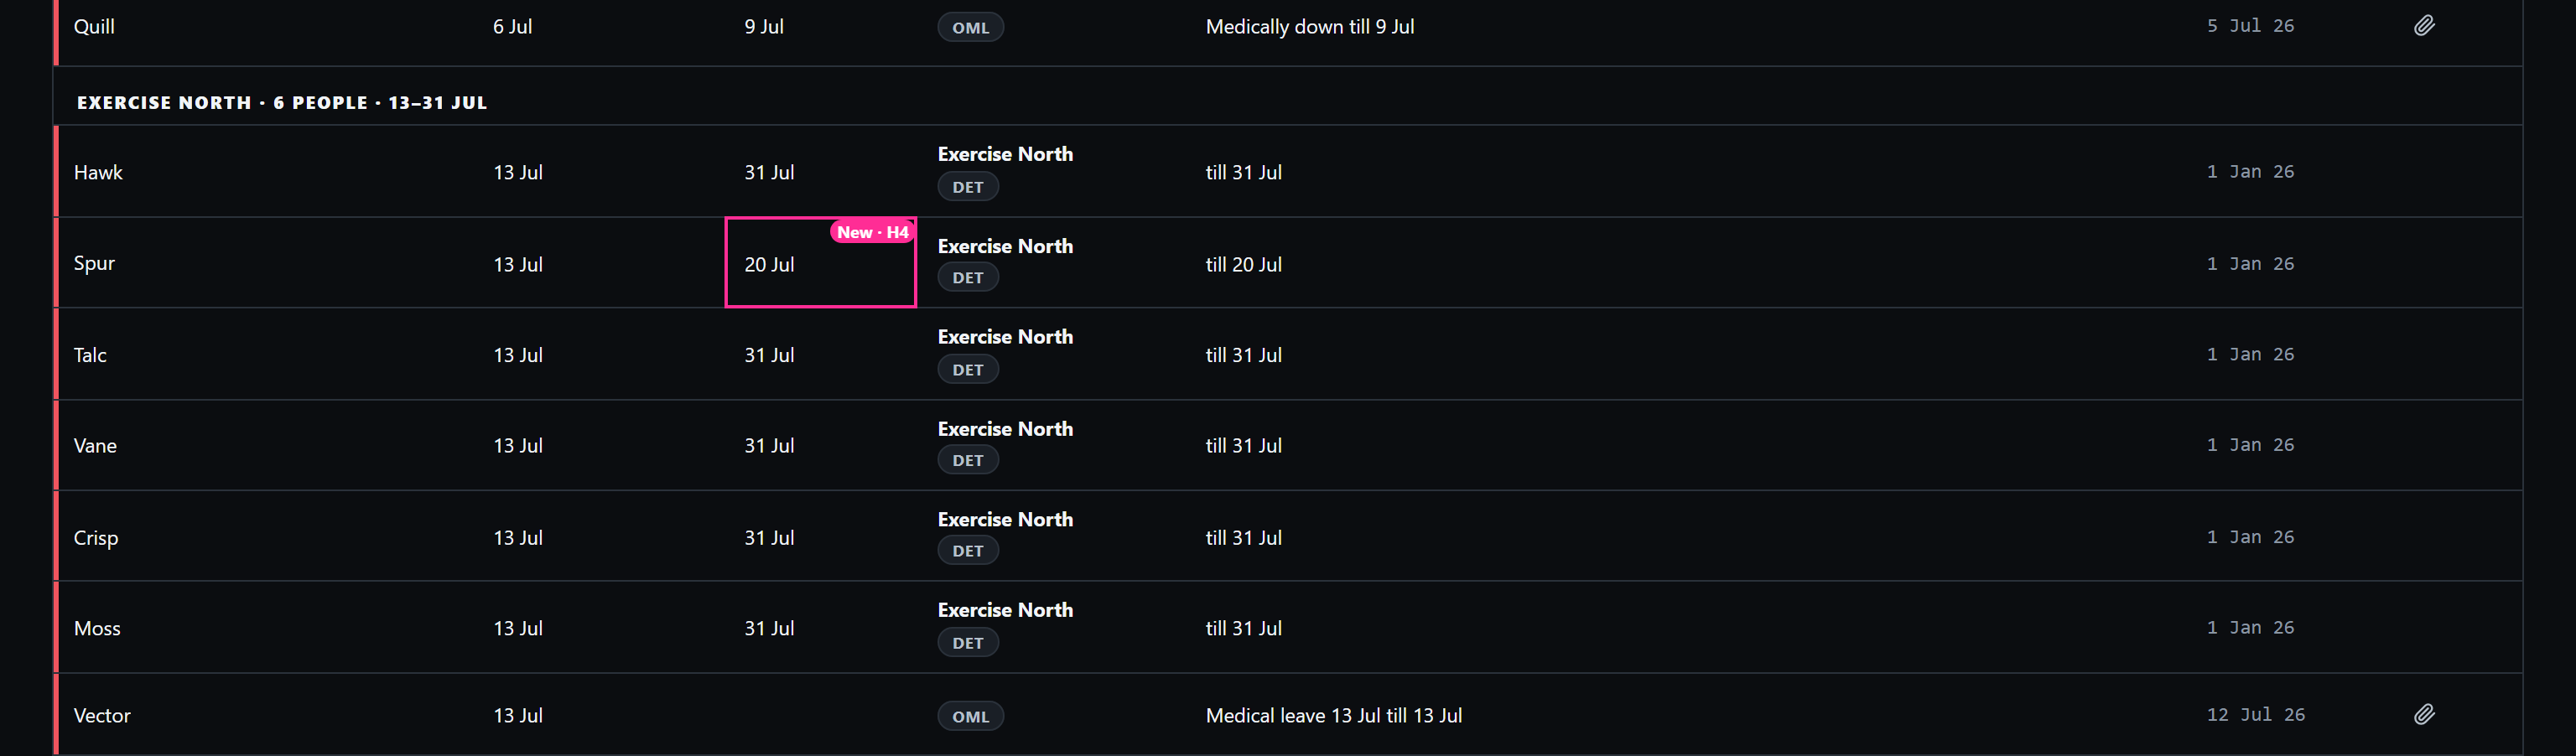 Quill 6 Jul 9 Jul OML Medically down till 9 Jul 5 Jul 26
EXERCISE NORTH · 6 PEOPLE · 13–31 JUL
Hawk 13 Jul 31 Jul Exercise North DET till 31 Jul 1 Jan 26
Spur 13 Jul 20 Jul New · H4 Exercise North DET till 20 Jul 1 Jan 26
Talc 13 Jul 31 Jul Exercise North DET till 31 Jul 1 Jan 26
Vane 13 Jul 31 Jul Exercise North DET till 31 Jul 1 Jan 26
Crisp 13 Jul 31 Jul Exercise North DET till 31 Jul 1 Jan 26
Moss 13 Jul 31 Jul Exercise North DET till 31 Jul 1 Jan 26
Vector 13 Jul OML Medical leave 13 Jul till 13 Jul 12 Jul 26